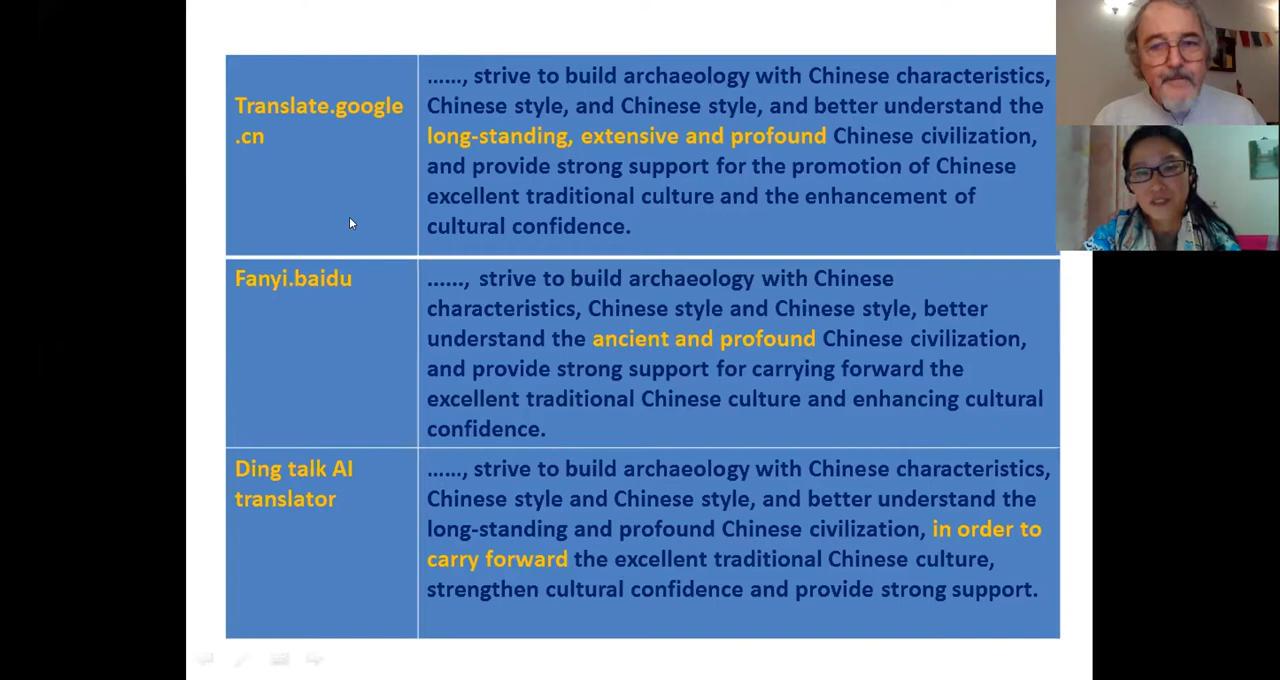 Translate.google
.cn
......, strive to build archaeology with Chinese characteristics,
Chinese style, and Chinese style, and better understand the
long-standing, extensive and profound Chinese civilization,
and provide strong support for the promotion of Chinese
excellent traditional culture and the enhancement of
cultural confidence.
Fanyi.baidu
......, strive to build archaeology with Chinese
characteristics, Chinese style and Chinese style, better
understand the ancient and profound Chinese civilization,
and provide strong support for carrying forward the
excellent traditional Chinese culture and enhancing cultural
confidence.
Ding talk AI
translator
......, strive to build archaeology with Chinese characteristics,
Chinese style and Chinese style, and better understand the
long-standing and profound Chinese civilization, in order to
carry forward the excellent traditional Chinese culture,
strengthen cultural confidence and provide strong support.